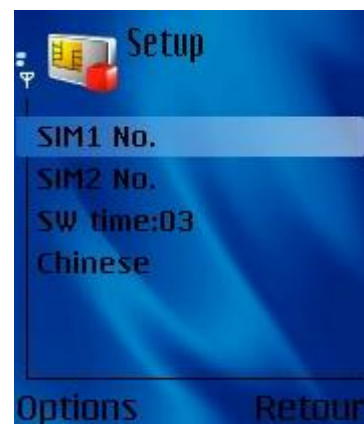 Setup
SIM1 No.
SIM2 No.
SW time:03
Chinese
Options Retour